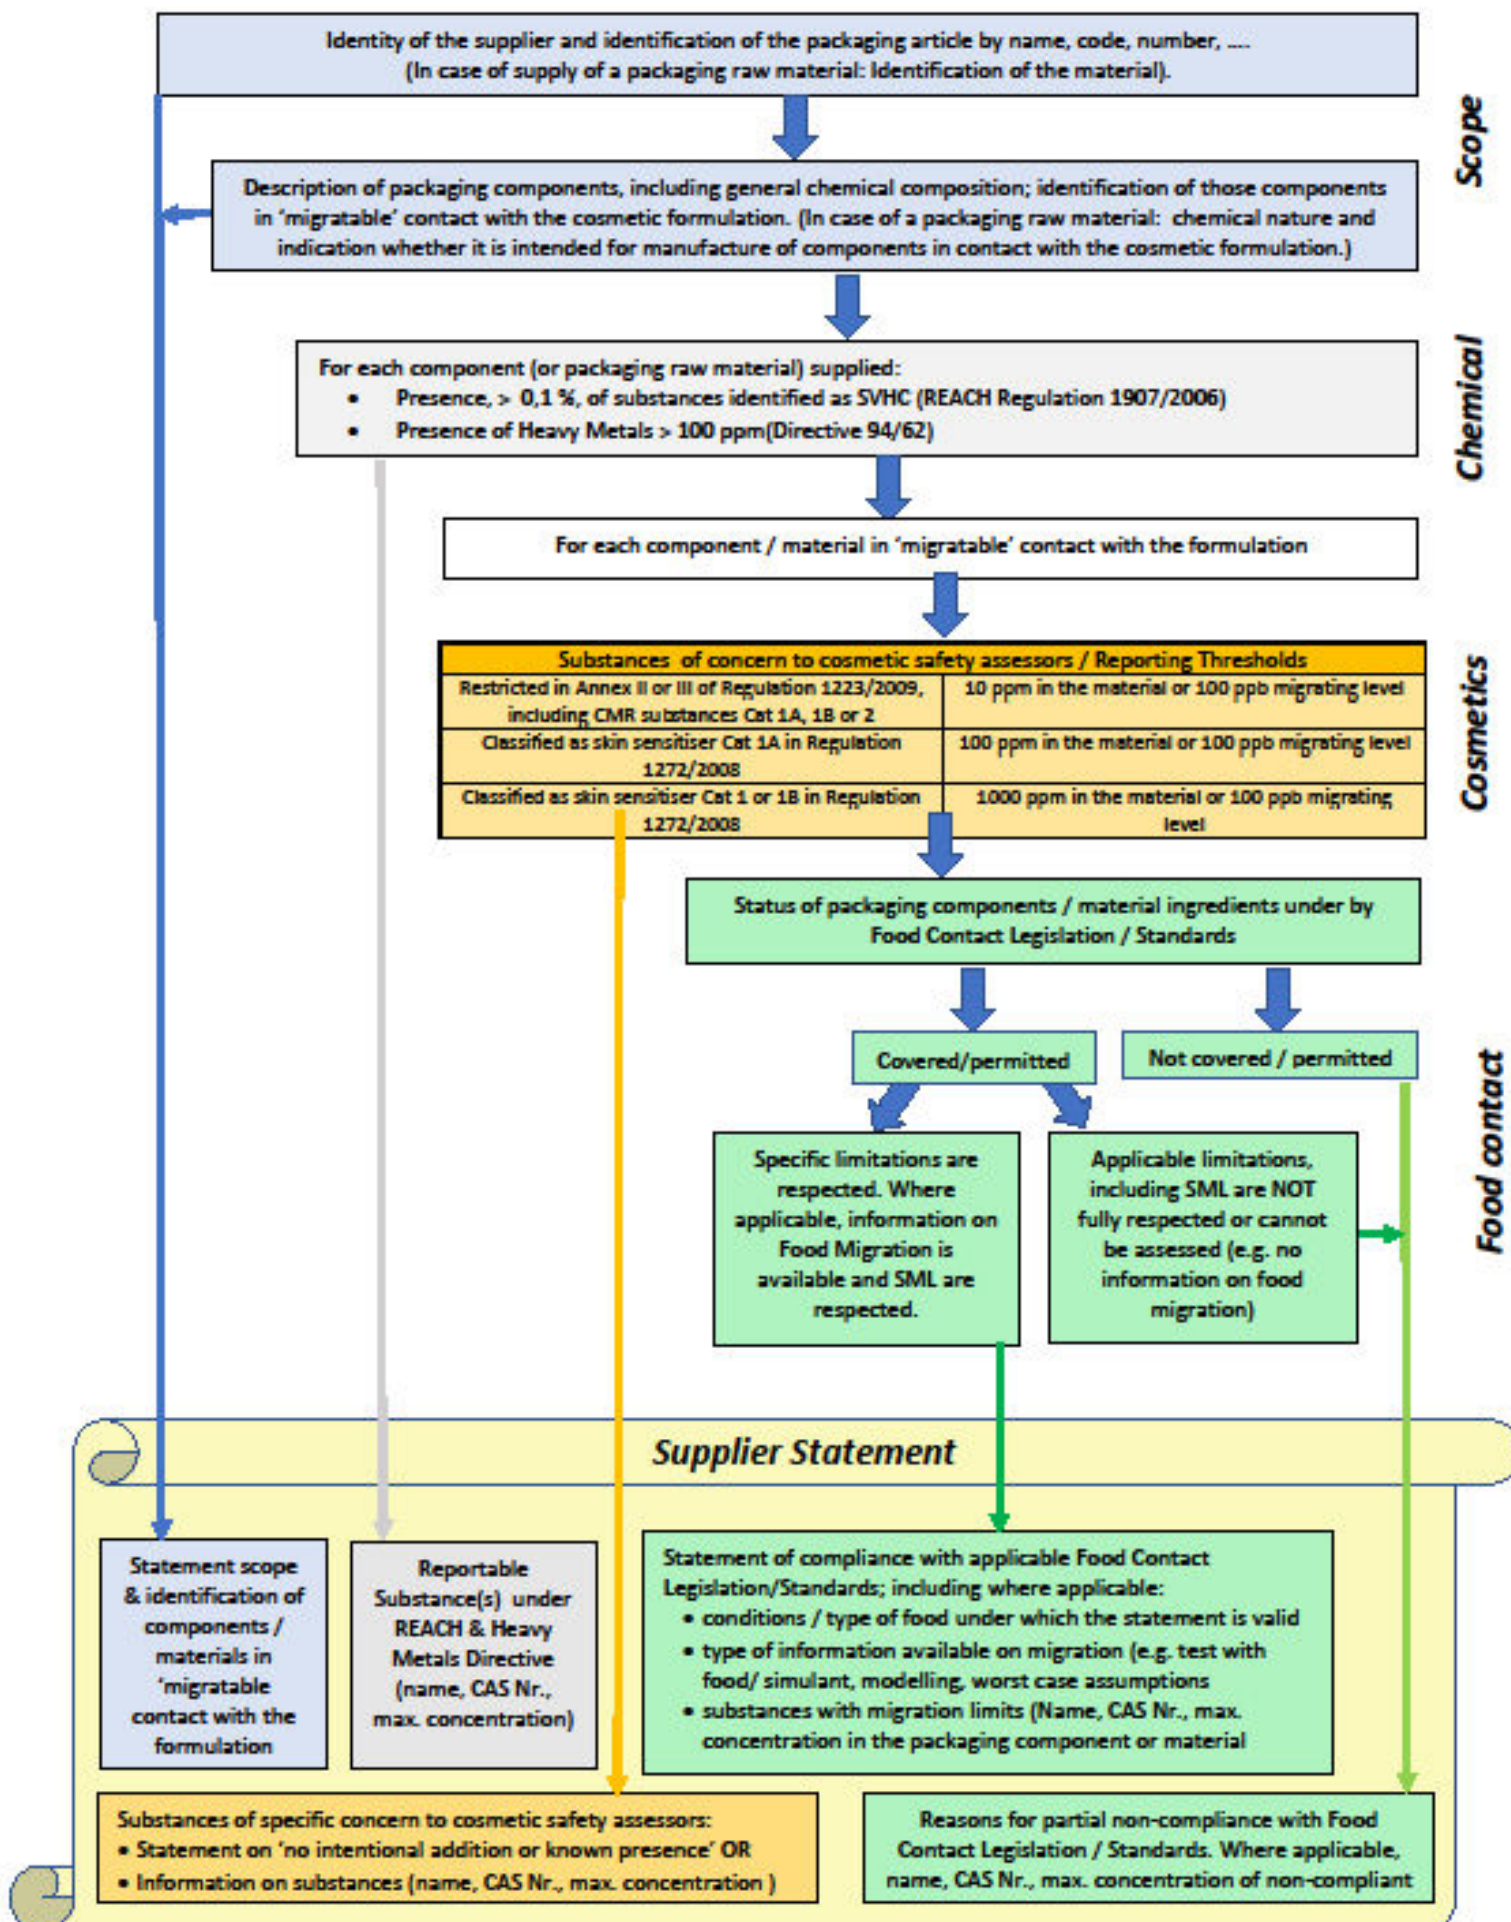 Identity of the supplier and identification of the packaging article by name, code, number, ....
(In case of supply of a packaging raw material: Identification of the material).
Scope
Description of packaging components, including general chemical composition; identification of those components
in ‘migratable’ contact with the cosmetic formulation. (In case of a packaging raw material: chemical nature and
indication whether it is intended for manufacture of components in contact with the cosmetic formulation.)
Chemical
For each component (or packaging raw material) supplied:
• Presence, > 0,1 %, of substances identified as SVHC (REACH Regulation 1907/2006)
• Presence of Heavy Metals > 100 ppm(Directive 94/62)
For each component / material in ‘migratable’ contact with the formulation
Cosmetics
Substances of concern to cosmetic safety assessors / Reporting Thresholds
Restricted in Annex II or III of Regulation 1223/2009,
including CMR substances Cat 1A, 1B or 2
10 ppm in the material or 100 ppb migrating level
Classified as skin sensitiser Cat 1A in Regulation
1272/2008
100 ppm in the material or 100 ppb migrating level
Classified as skin sensitiser Cat 1 or 1B in Regulation
1272/2008
1000 ppm in the material or 100 ppb migrating
level
Status of packaging components / material ingredients under by
Food Contact Legislation / Standards
Food contact
Covered/permitted
Not covered / permitted
Specific limitations are
respected. Where
applicable, information on
Food Migration is
available and SML are
respected.
Applicable limitations,
including SML are NOT
fully respected or cannot
be assessed (e.g. no
information on food
migration)
Supplier Statement
Statement scope
& identification of
components /
materials in
‘migratable
contact with the
formulation
Reportable
Substance(s) under
REACH & Heavy
Metals Directive
(name, CAS Nr.,
max. concentration)
Statement of compliance with applicable Food Contact
Legislation/Standards; including where applicable:
• conditions / type of food under which the statement is valid
• type of information available on migration (e.g. test with
food/ simulant, modelling, worst case assumptions
• substances with migration limits (Name, CAS Nr., max.
concentration in the packaging component or material
Substances of specific concern to cosmetic safety assessors:
• Statement on ‘no intentional addition or known presence’ OR
• Information on substances (name, CAS Nr., max. concentration )
Reasons for partial non-compliance with Food
Contact Legislation / Standards. Where applicable,
name, CAS Nr., max. concentration of non-compliant